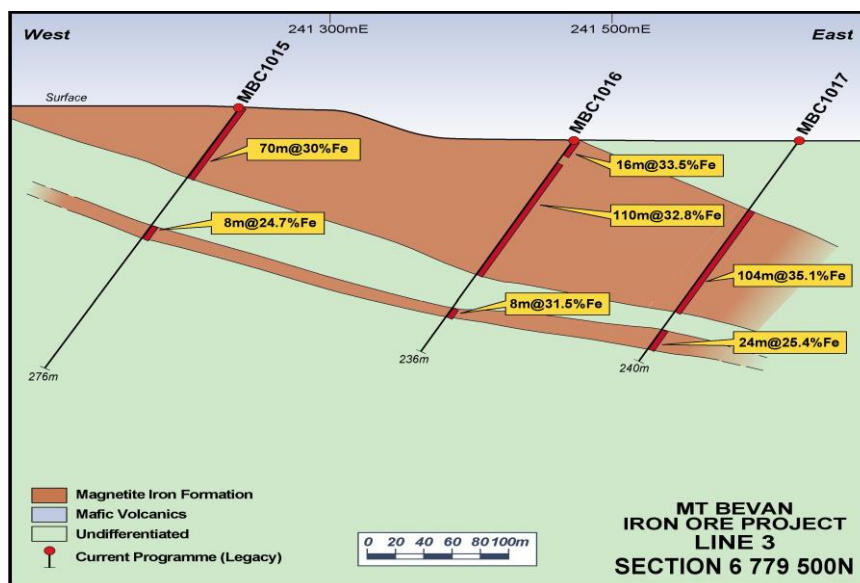 West
241 300mE
241 500mE
East
MBC1015
MBC1016
MBC1017
Surface
70m@30%Fe
16m@33.5%Fe
8m@24.7%Fe
110m@32.8%Fe
104m@35.1%Fe
8m@31.5%Fe
24m@25.4%Fe
276m
236m
240m
Magnetite Iron Formation
Mafic Volcanics
Undifferentiated
Current Programme (Legacy)
0 20 40 60 80 100m
MT BEVAN
IRON ORE PROJECT
LINE 3
SECTION 6 779 500N